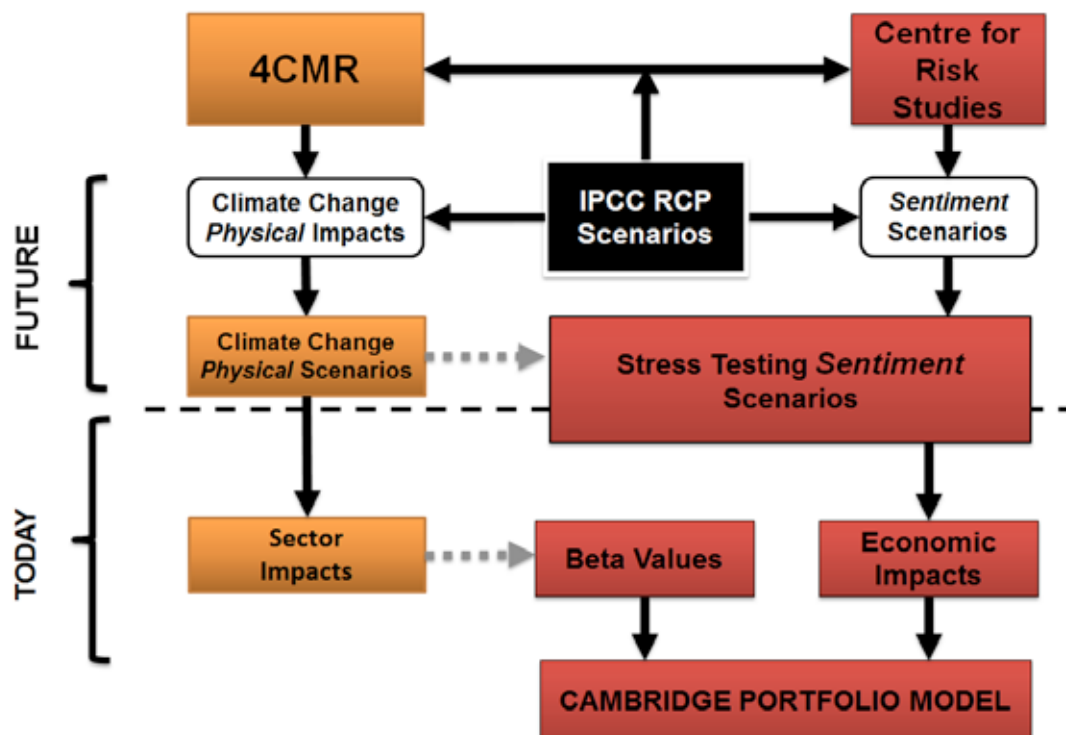 4CMR
Centre for
Risk
Studies
FUTURE
Climate Change
Physical Impacts
IPCC RCP
Scenarios
Sentiment
Scenarios
Climate Change
Physical Scenarios
Stress Testing Sentiment
Scenarios
TODAY
Sector
Impacts
Beta Values
Economic
Impacts
CAMBRIDGE PORTFOLIO MODEL